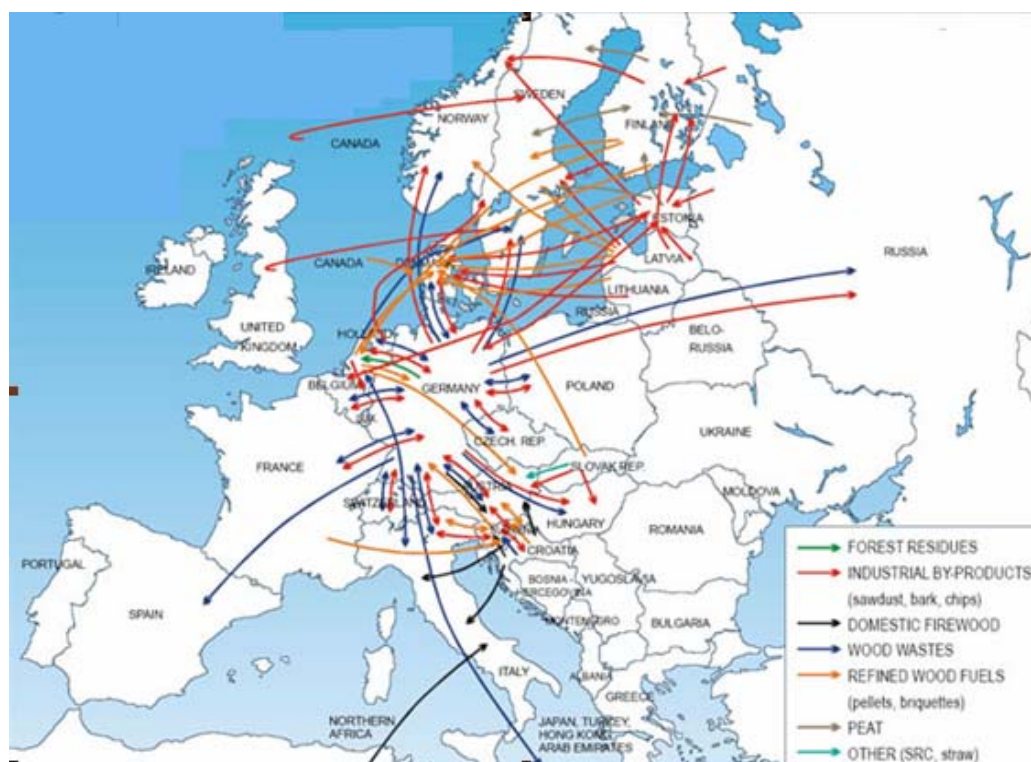 SWEDEN
NORWAY
FINLAND
CANADA
ESTONIA
RUSSIA
IRELAND
CANADA
LATVIA
LITHUANIA
RUSSIA
UNITED
KINGDOM
HOLLAND
BELO-
RUSSIA
BELGIUM
GERMANY
POLAND
LUX.
CZECH. REP.
UKRAINE
FRANCE
SLOVAK REP.
SWITZERLAND
MOLDOVA
HUNGARY
ROMANIA
CROATIA
PORTUGAL
SPAIN
BOSNIA -
HERCEGOVINA
YUGOSLAVIA
MONTENEGRO
BULGARIA
ITALY
ALBANIA
GREECE
NORTHERN
AFRICA
JAPAN, TURKEY,
HONG KONG,
ARAB EMIRATES
FOREST RESIDUES
INDUSTRIAL BY-PRODUCTS
(sawdust, bark, chips)
DOMESTIC FIREWOOD
WOOD WASTES
REFINED WOOD FUELS
(pellets, briquettes)
PEAT
OTHER (SRC, straw)